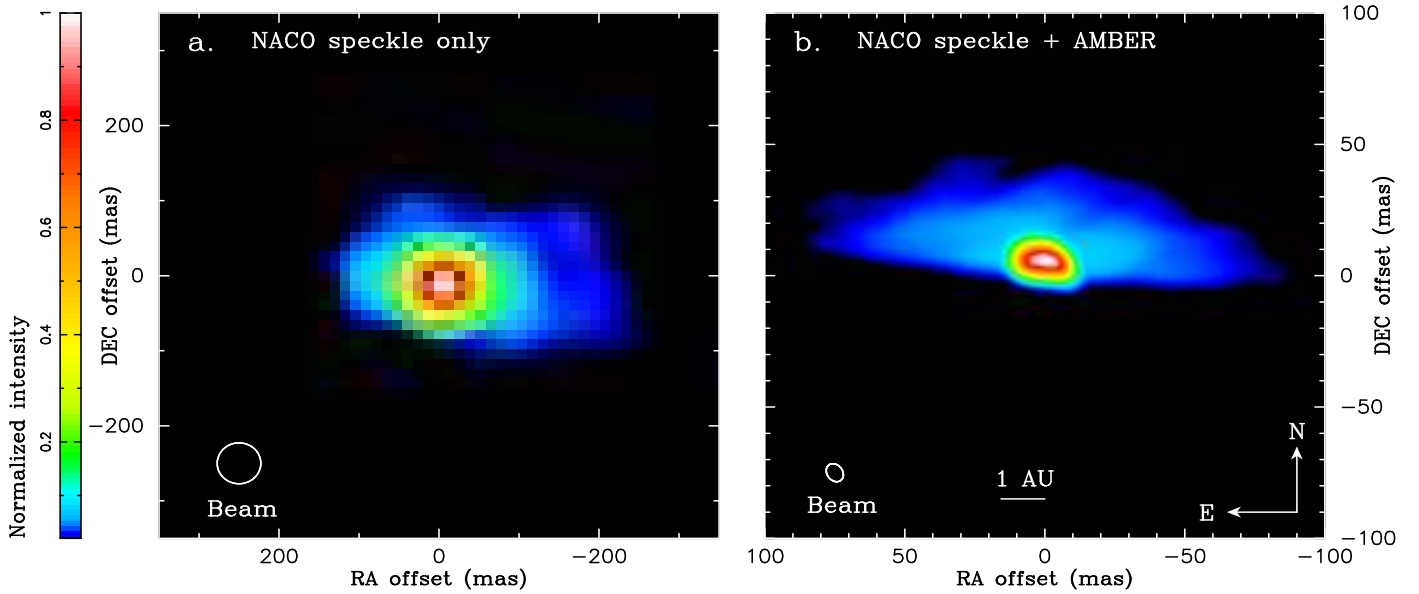 a. NACO speckle only
b. NACO speckle + AMBER
Normalized intensity
1
0.8
0.6
0.4
0.2
DEC offset (mas)
200
0
−200
Beam
200 0 −200
RA offset (mas)
1 AU
N
E
Beam
100 50 0 −50 −100
RA offset (mas)
100
50
0
−50
−100
DEC offset (mas)